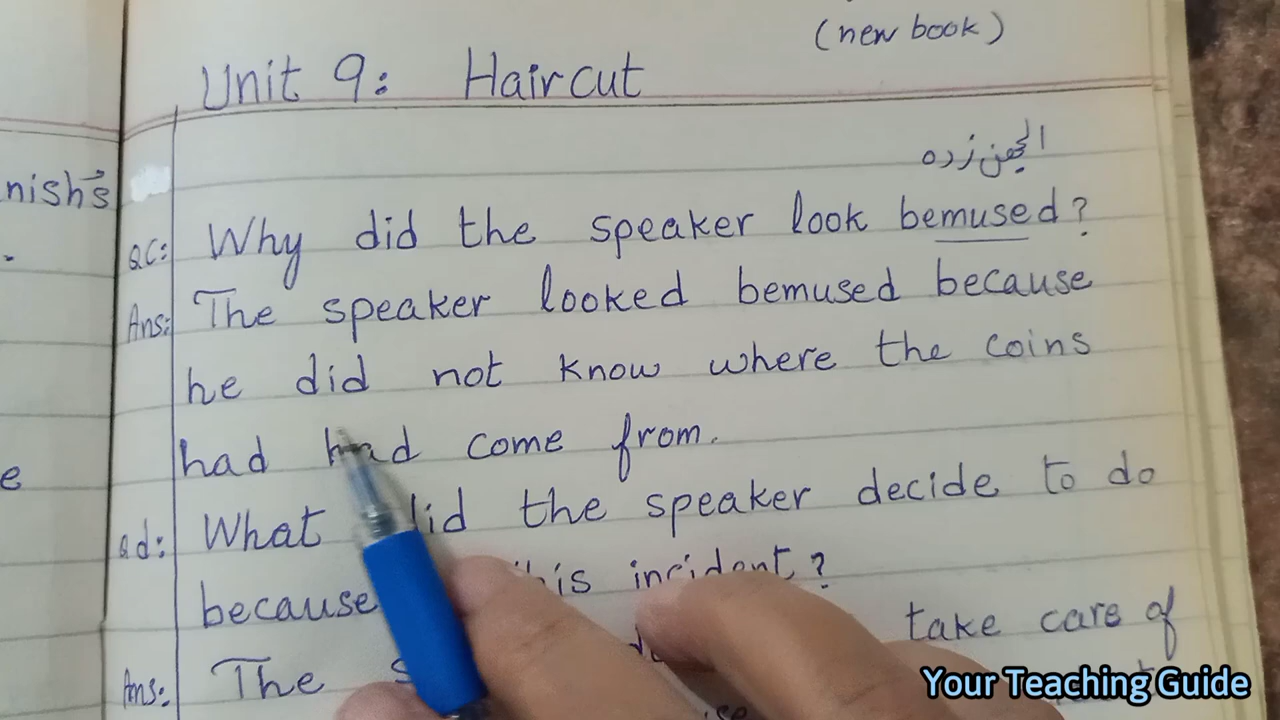 (new book)
Unit 9: Haircut
الجھن زدہ
nish's
Qc: Why did the speaker look bemused?
Ans: The speaker looked bemused because
he did not know where the coins
had had come from.
e
Qd: What did the speaker decide to do
because this incident?
take care of
Ans: The
Your Teaching Guide